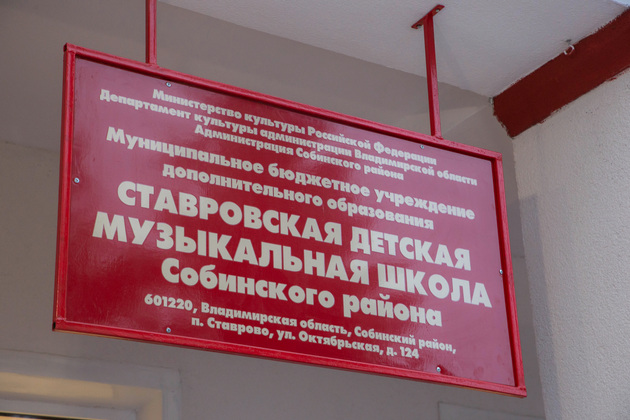 Министерство культуры Российской Федерации
Департамент культуры администрации Владимирской области
Администрация Собинского района
Муниципальное бюджетное учреждение
дополнительного образования
СТАВРОВСКАЯ ДЕТСКАЯ
МУЗЫКАЛЬНАЯ ШКОЛА
Собинского района
601220, Владимирская область, Собинский район,
п. Ставрово, ул. Октябрьская, д. 124